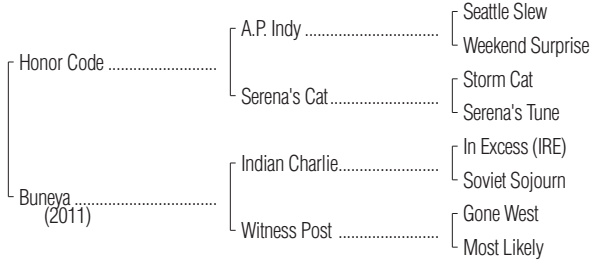 Seattle Slew
A.P. Indy ..............................
Weekend Surprise
Honor Code ........................
Storm Cat
Serena's Cat........................
Serena's Tune
In Excess (IRE)
Indian Charlie......................
Soviet Sojourn
Buneya ................................
(2011)
Gone West
Witness Post ......................
Most Likely